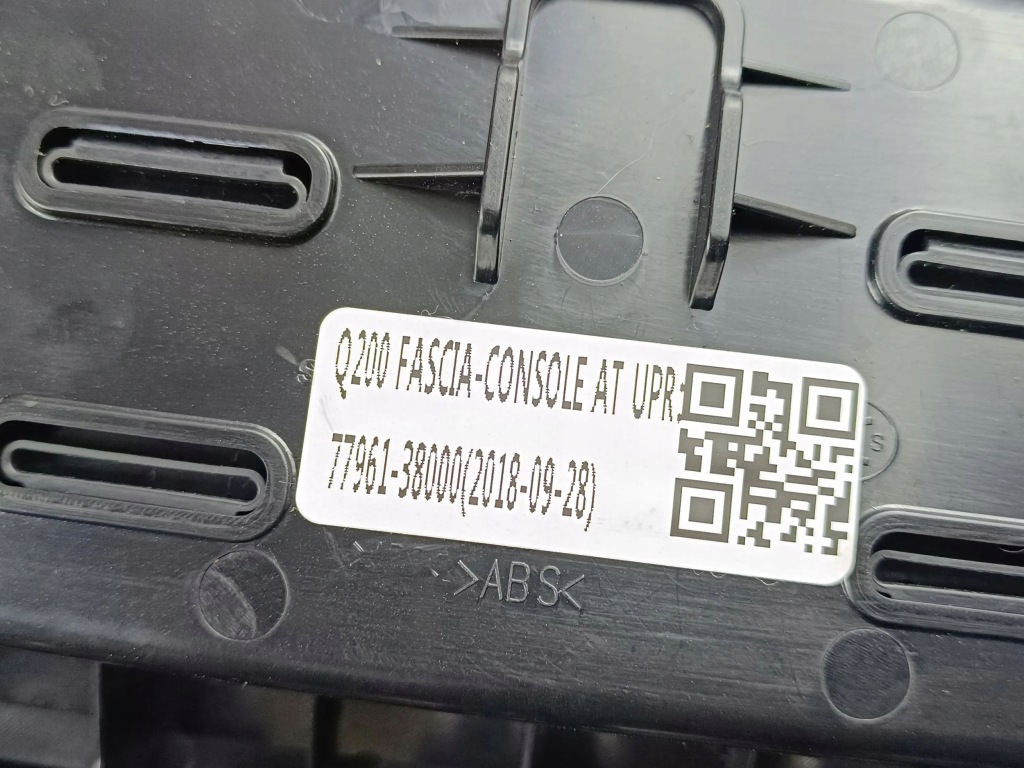 Q200 FASCIA-CONSOLE AT UPR
77961-38000(2018-09-28)
>ABS<